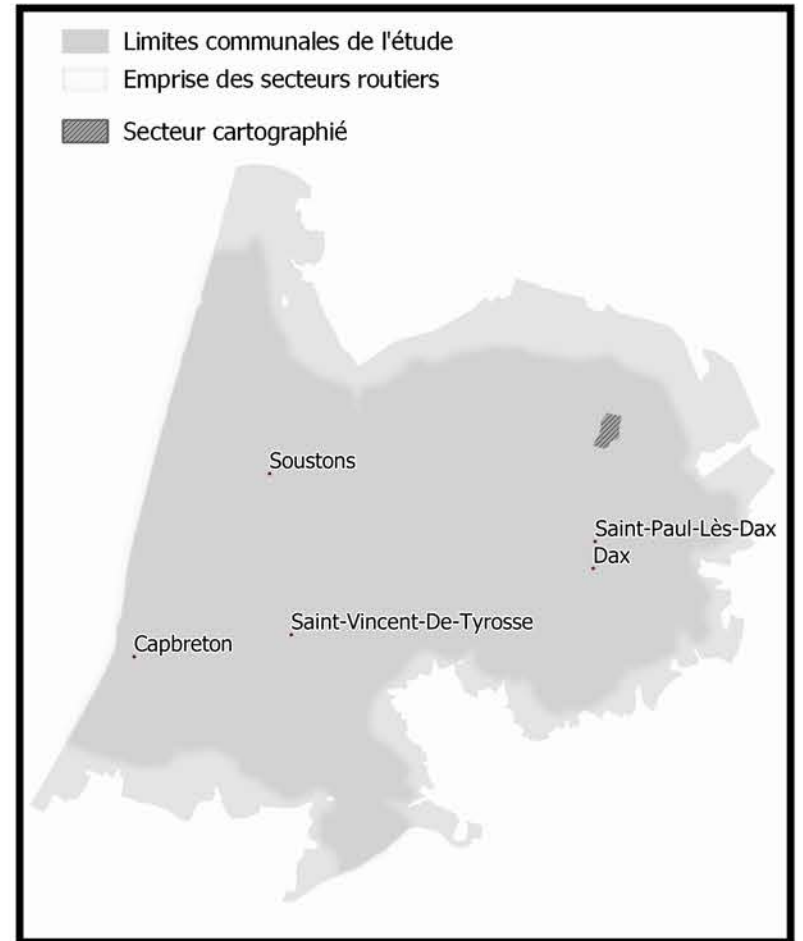 Limites communales de l'étude
Emprise des secteurs routiers
Secteur cartographié
Soustons
Saint-Paul-Lès-Dax
Dax
Saint-Vincent-De-Tyrosse
Capbreton